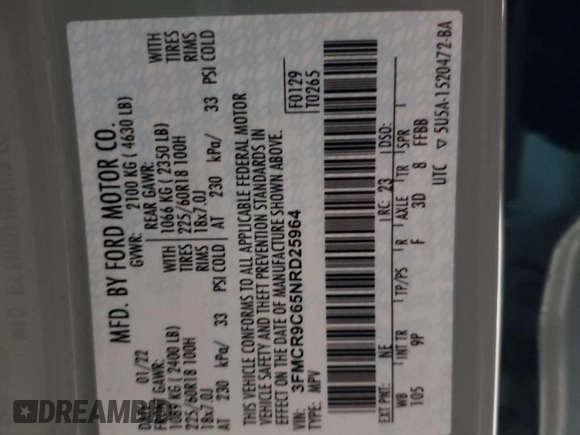 MFD. BY FORD MOTOR CO.
01/22
GVWR: 2100 KG ( 4630 LB)
REAR GAWR:
1089 KG ( 2400 LB) WITH 1066 KG ( 2350 LB) WITH
225/60R18 100H TIRES 225/60R18 100H TIRES
18x7.0J RIMS 18x7.0J RIMS
AT 230 kPa/ 33 PSI COLD AT 230 kPa/ 33 PSI COLD
THIS VEHICLE CONFORMS TO ALL APPLICABLE FEDERAL MOTOR
VEHICLE SAFETY AND THEFT PREVENTION STANDARDS IN
EFFECT ON THE DATE OF MANUFACTURE SHOWN ABOVE.
VIN: 3FMCR9C65NRD25964 F0129
TYPE: MPV T0265
EXT PNT: NE RC: 23 DSO:
WB INT TR TP/PS R AXLE TR SPR
105 9P F 3D 8 FFBB
UTC ▽ 5U5A-1520472-BA
DREAMBID